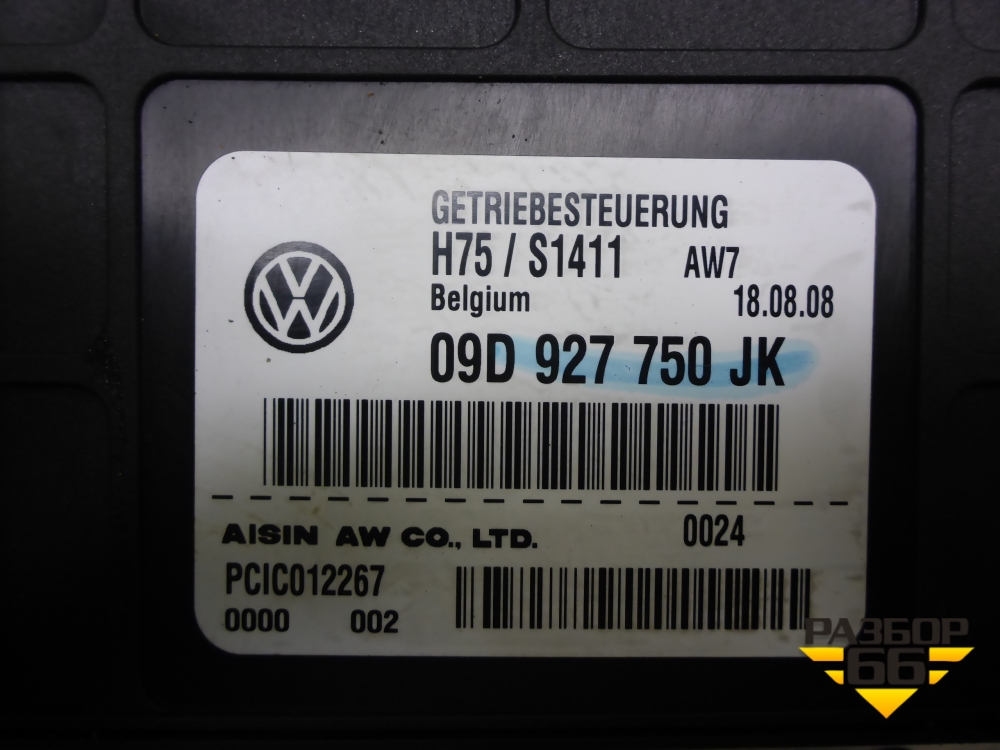 GETRIEBESTEUERUNG
H75 / S1411 AW7
Belgium 18.08.08
09D 927 750 JK
AISIN AW CO., LTD. 0024
PCIC012267
0000 002
РАЗБОР
66